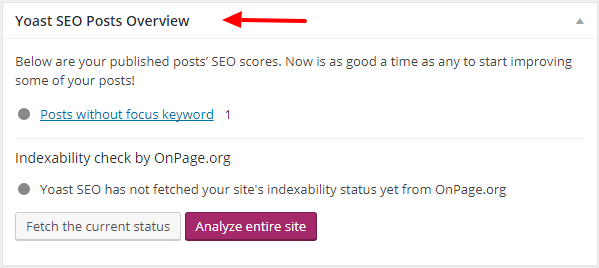 Yoast SEO Posts Overview
Below are your published posts’ SEO scores. Now is as good a time as any to start improving
some of your posts!
Posts without focus keyword 1
Indexability check by OnPage.org
Yoast SEO has not fetched your site's indexability status yet from OnPage.org
Fetch the current status Analyze entire site